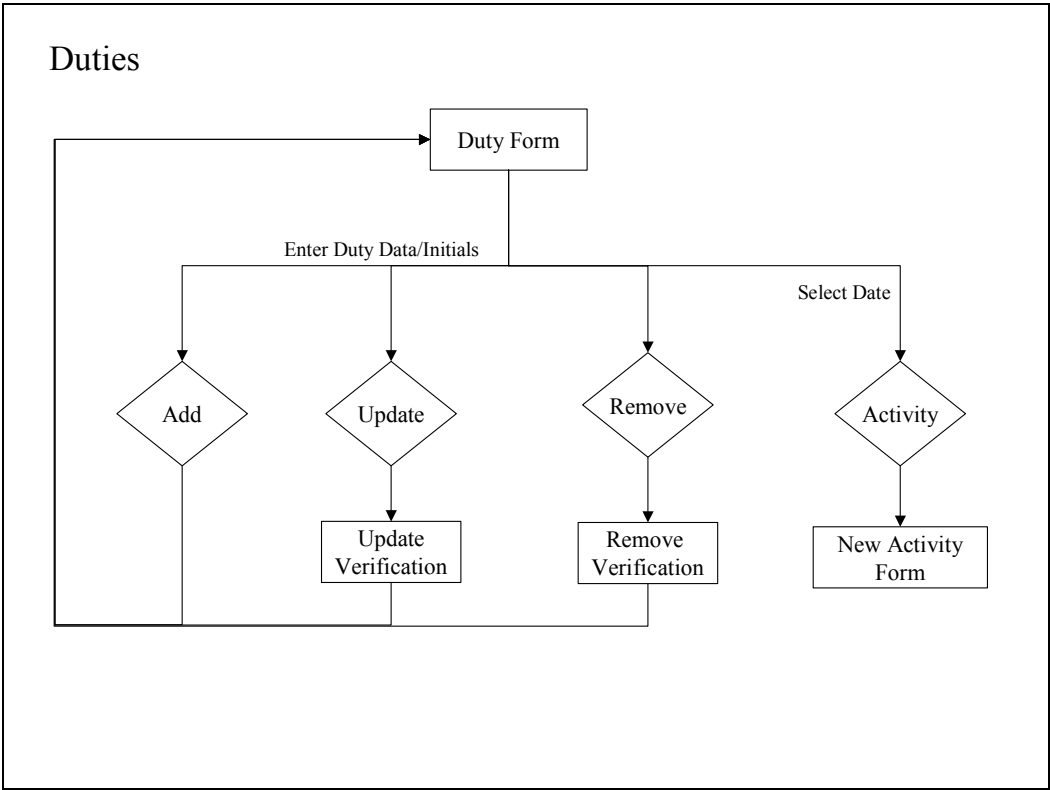 Duties
Duty Form
Enter Duty Data/Initials
Select Date
Add
Update
Remove
Activity
Update
Verification
Remove
Verification
New Activity
Form